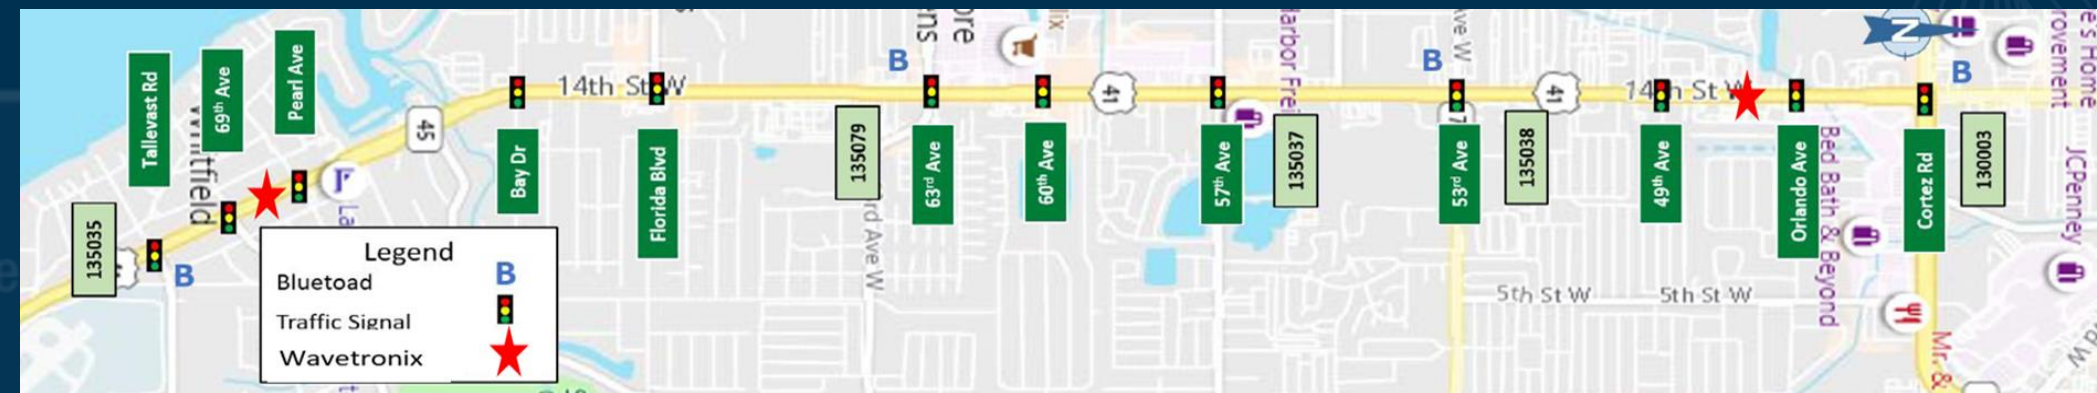 Tallevast Rd
69th Ave
Pearl Ave
135035
B
45
Bay Dr
14th St W
Florida Blvd
135079
B
63rd Ave
60th Ave
41
57th Ave
135037
B
53rd Ave
135038
41
49th Ave
14th St W
Orlando Ave
Bed Bath & Beyond
N
B
Cortez Rd
130003
JCPenney
5th St W
5th St W
Mr. &
Legend
Bluetoad B
Traffic Signal
Wavetronix